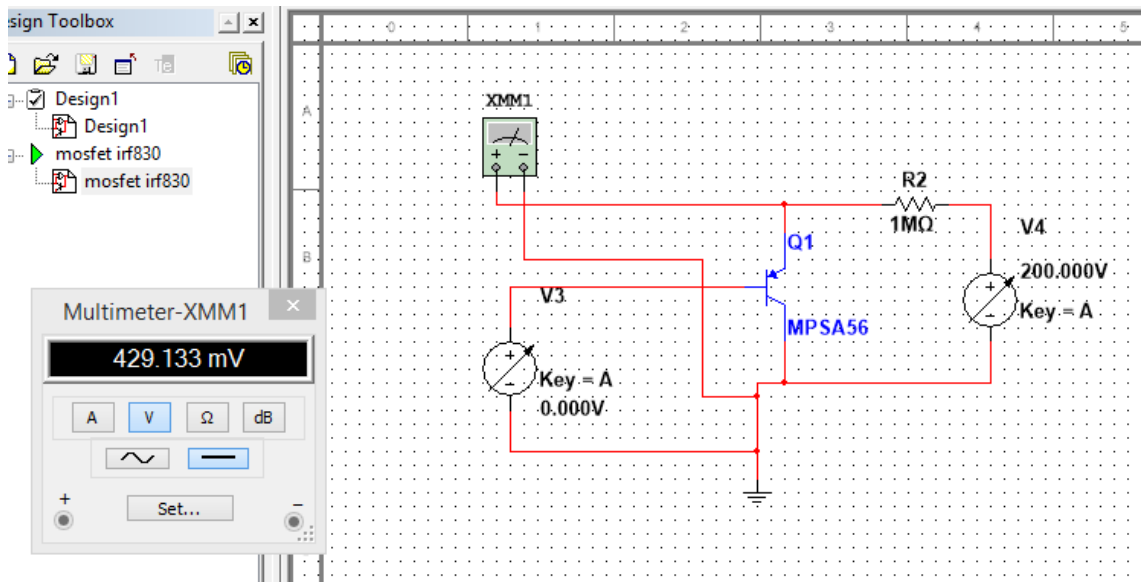 esign Toolbox
Design1
Design1
mosfet irf830
mosfet irf830
0 1 2 3 4 5
A
B
XMM1
+ −
R2
1MΩ
V4
200.000V
Key = A
+
−
Q1
MPSA56
V3
+
−
Key = A
0.000V
Multimeter-XMM1
429.133 mV
A V Ω dB
+ Set... −